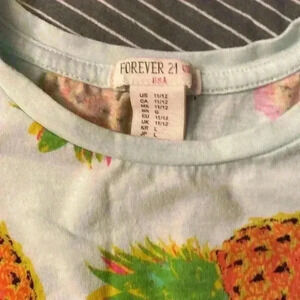 FOREVER 21
USA
US 11/12
CA 11/12
MX 11/12
G
EU 11/12
UK 11/12
KR L
JP L